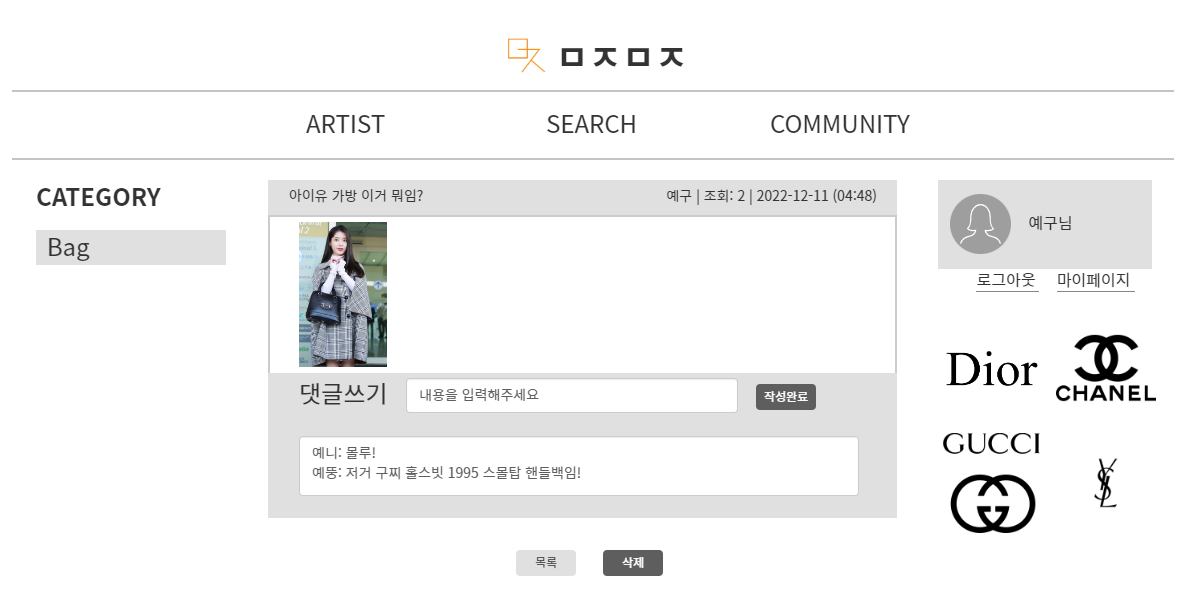 ㅁㅈㅁㅈ
ARTIST SEARCH COMMUNITY
CATEGORY
Bag
아이유 가방 이거 뭐임? 예구 | 조회: 2 | 2022-12-11 (04:48)
댓글쓰기 내용을 입력해주세요 작성완료
예니: 몰루!
예뚱: 저거 구찌 홀스빗 1995 스몰탑 핸들백임!
목록 삭제
예구님
로그아웃 마이페이지
Dior CHANEL
GUCCI YSL